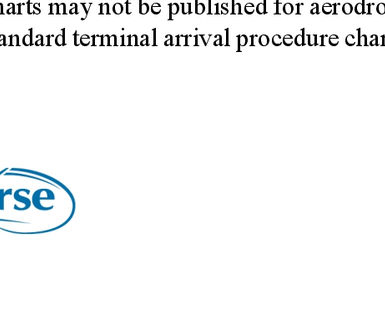 harts may not be published for aerodro
andard terminal arrival procedure char
rse